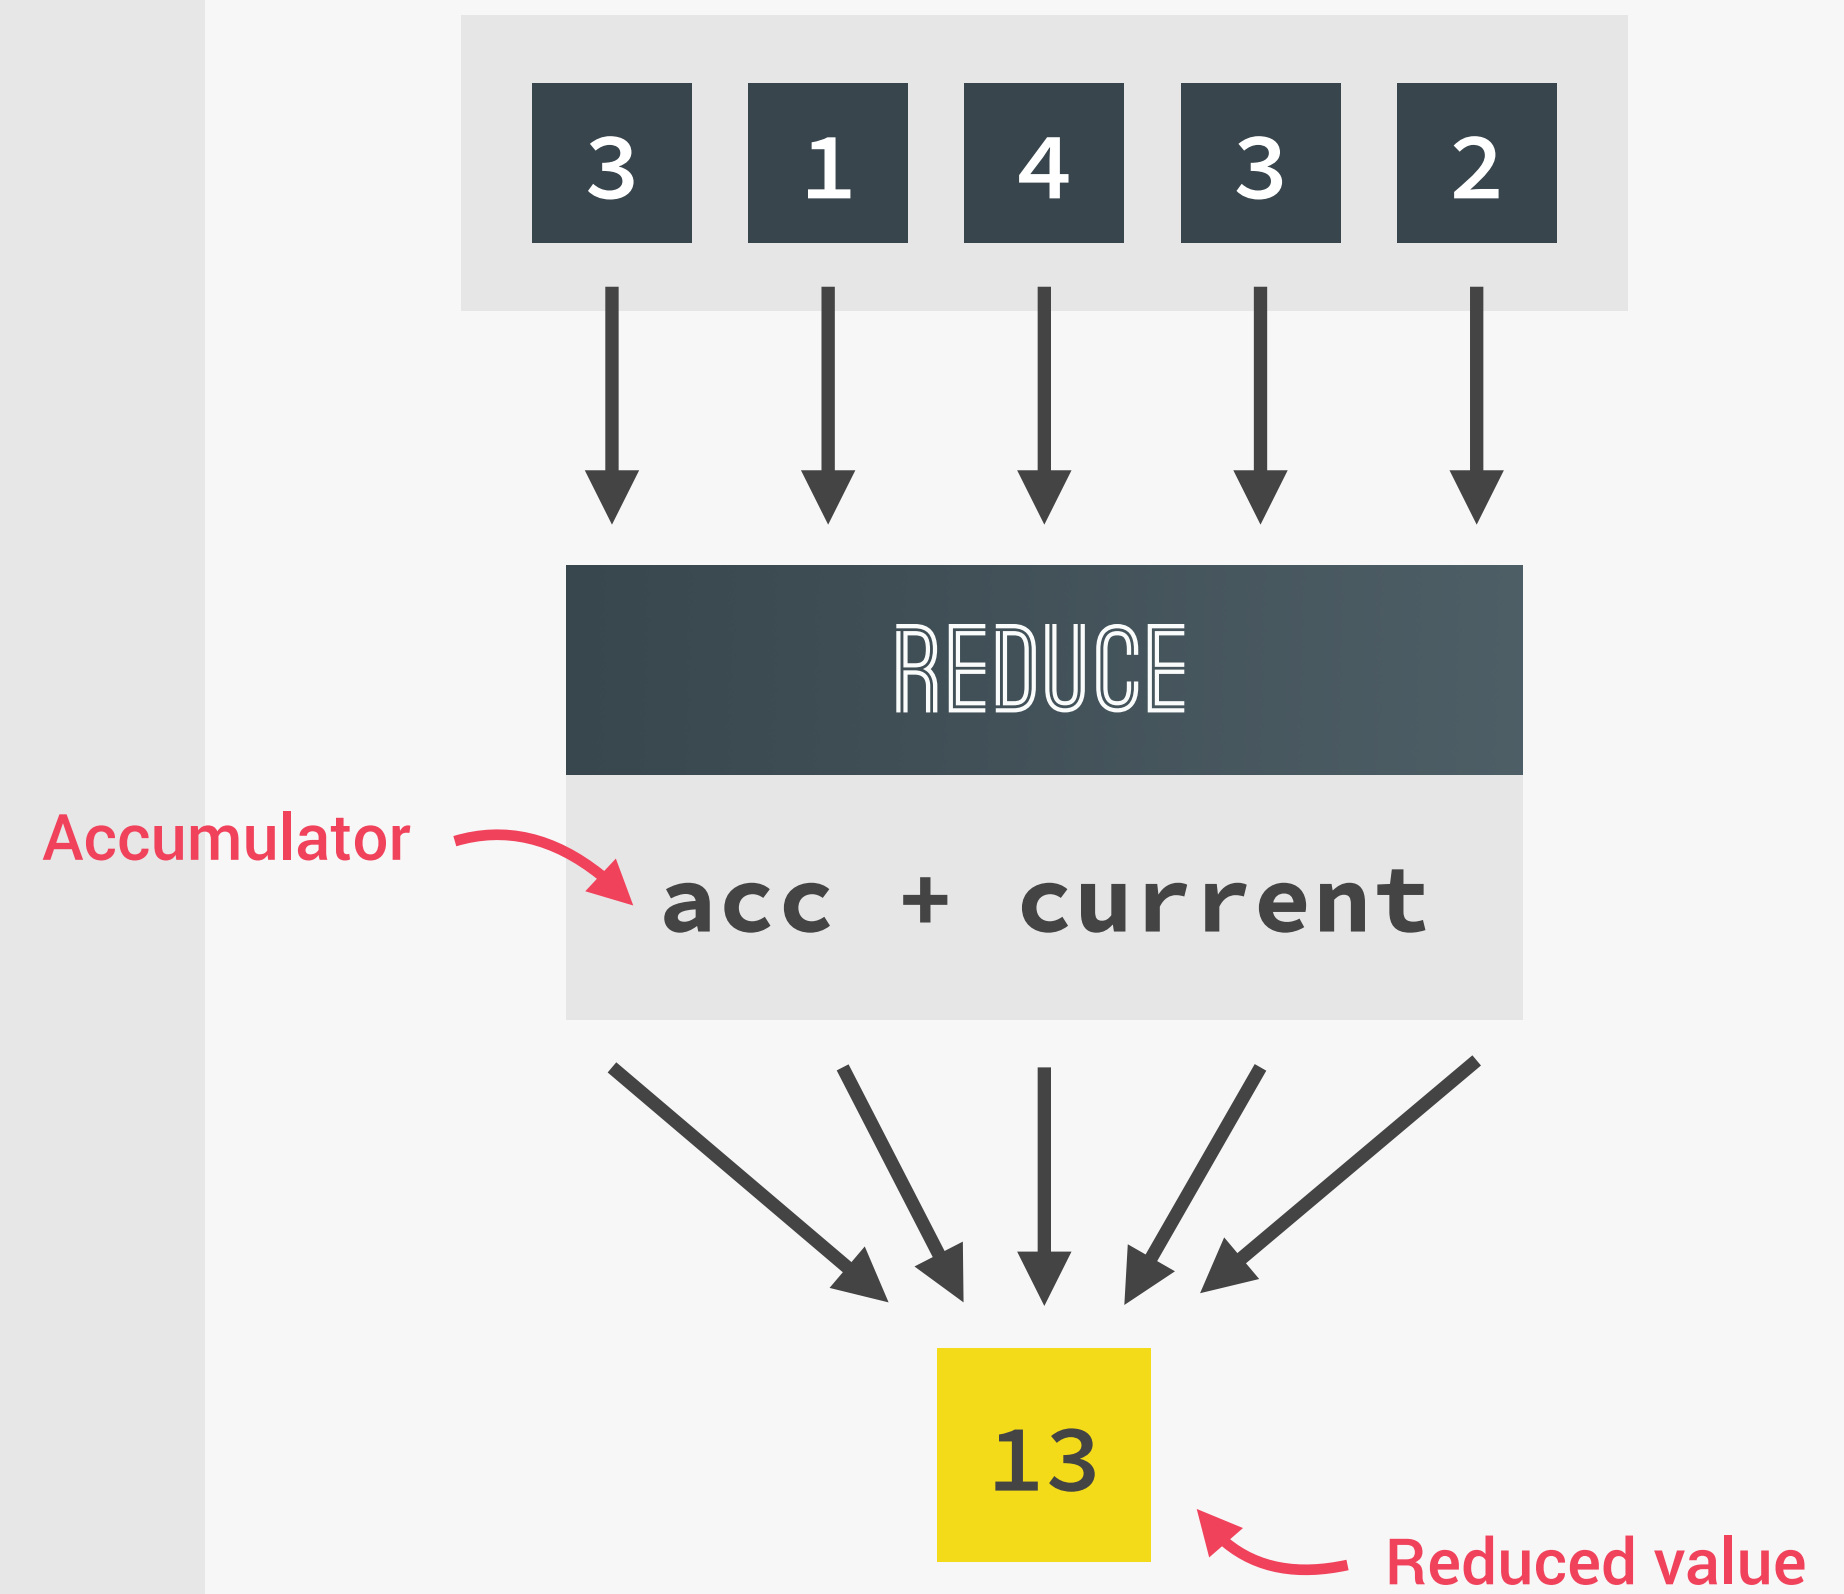 3 1 4 3 2
REDUCE
Accumulator
acc + current
13
Reduced value